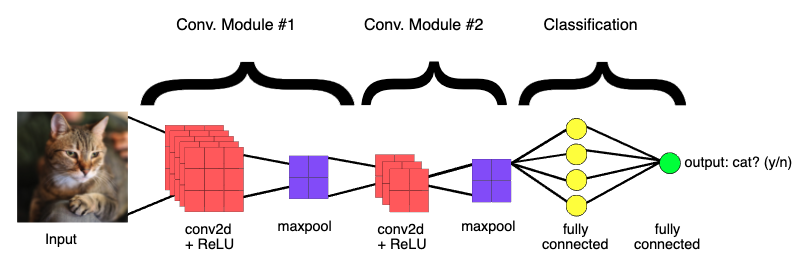 Conv. Module #1
Conv. Module #2
Classification
output: cat? (y/n)
Input
conv2d
+ ReLU
maxpool
conv2d
+ ReLU
maxpool
fully
connected
fully
connected